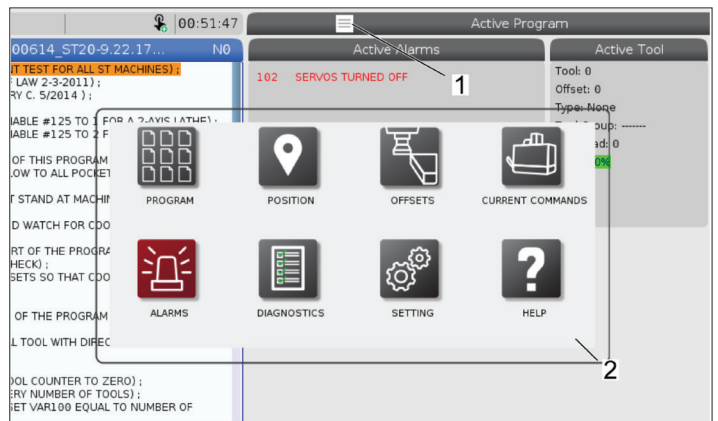 00:51:47
Active Program
00614_ST20-9.22.17... N0
Active Alarms
Active Tool
IT TEST FOR ALL ST MACHINES) ;
LAW 2-3-2011) ;
RY C. 5/2014 ) ;
IABLE #125 TO 1 FOR A 2-AXIS LATHE) ;
IABLE #125 TO 2 F
OF THIS PROGRAM
LOW TO ALL POCKET
T STAND AT MACHIN
D WATCH FOR COO
RT OF THE PROGRA
HECK) ;
SETS SO THAT COO
OF THE PROGRAM
L TOOL WITH DIREC
OOL COUNTER TO ZERO) ;
ERY NUMBER OF TOOLS) ;
SET VAR100 EQUAL TO NUMBER OF
102 SERVOS TURNED OFF
1
Tool: 0
Offset: 0
Type: None
oup: -------
ad: 0
0%
PROGRAM
POSITION
OFFSETS
CURRENT COMMANDS
ALARMS
DIAGNOSTICS
SETTING
?
HELP
2